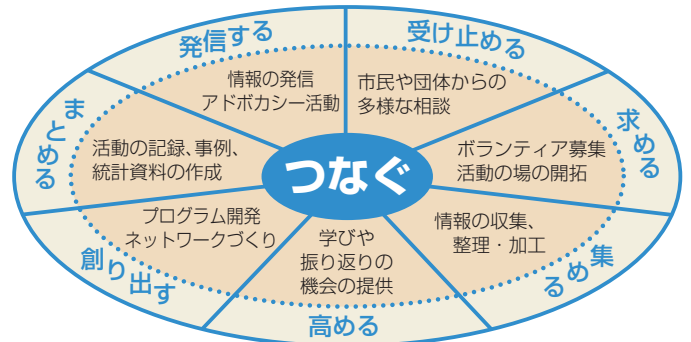 つなぐ
受け止める
市民や団体からの
多様な相談
求める
ボランティア募集
活動の場の開拓
集める
情報の収集、
整理・加工
高める
学びや
振り返りの
機会の提供
創り出す
プログラム開発
ネットワークづくり
まとめる
活動の記録、事例、
統計資料の作成
発信する
情報の発信
アドボカシー活動